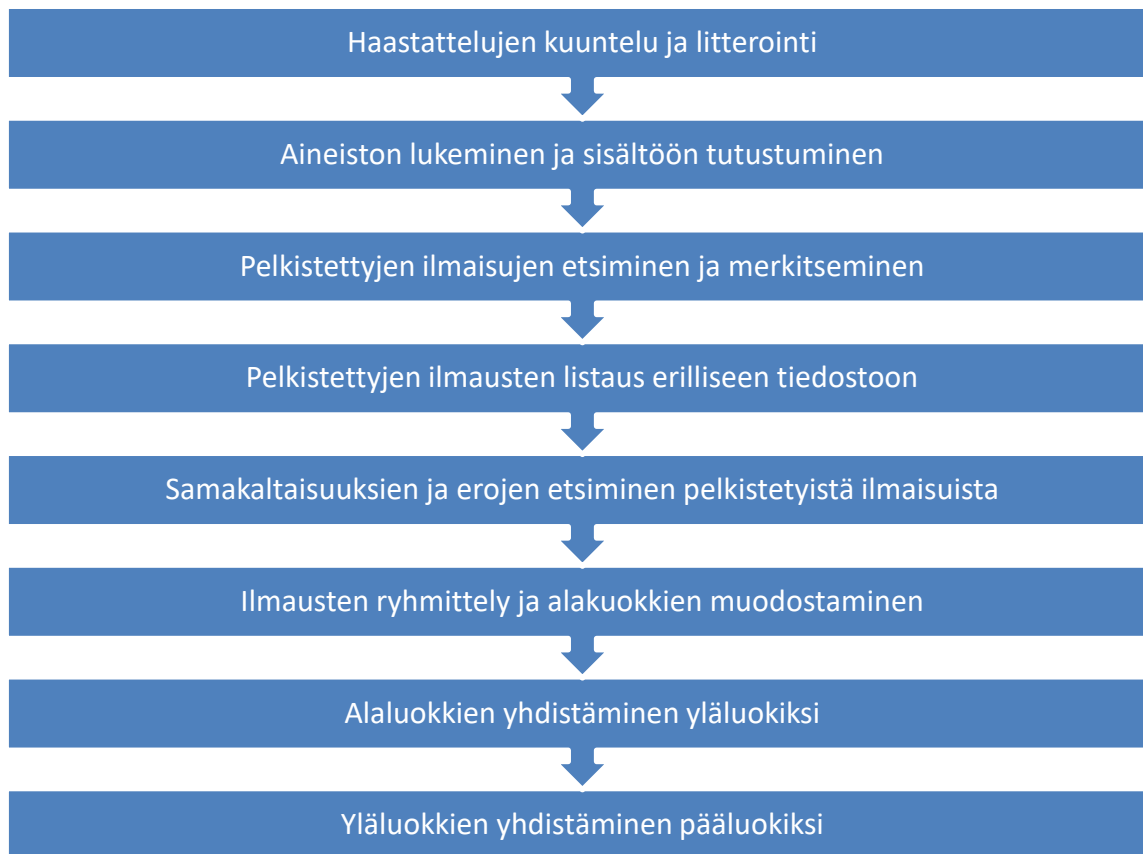 Haastattelujen kuuntelu ja litterointi
Aineiston lukeminen ja sisältöön tutustuminen
Pelkistettyjen ilmaisujen etsiminen ja merkitseminen
Pelkistettyjen ilmausten listaus erilliseen tiedostoon
Samakaltaisuuksien ja erojen etsiminen pelkistetyistä ilmaisuista
Ilmausten ryhmittely ja alakuokkien muodostaminen
Alaluokkien yhdistäminen yläluokiksi
Yläluokkien yhdistäminen pääluokiksi